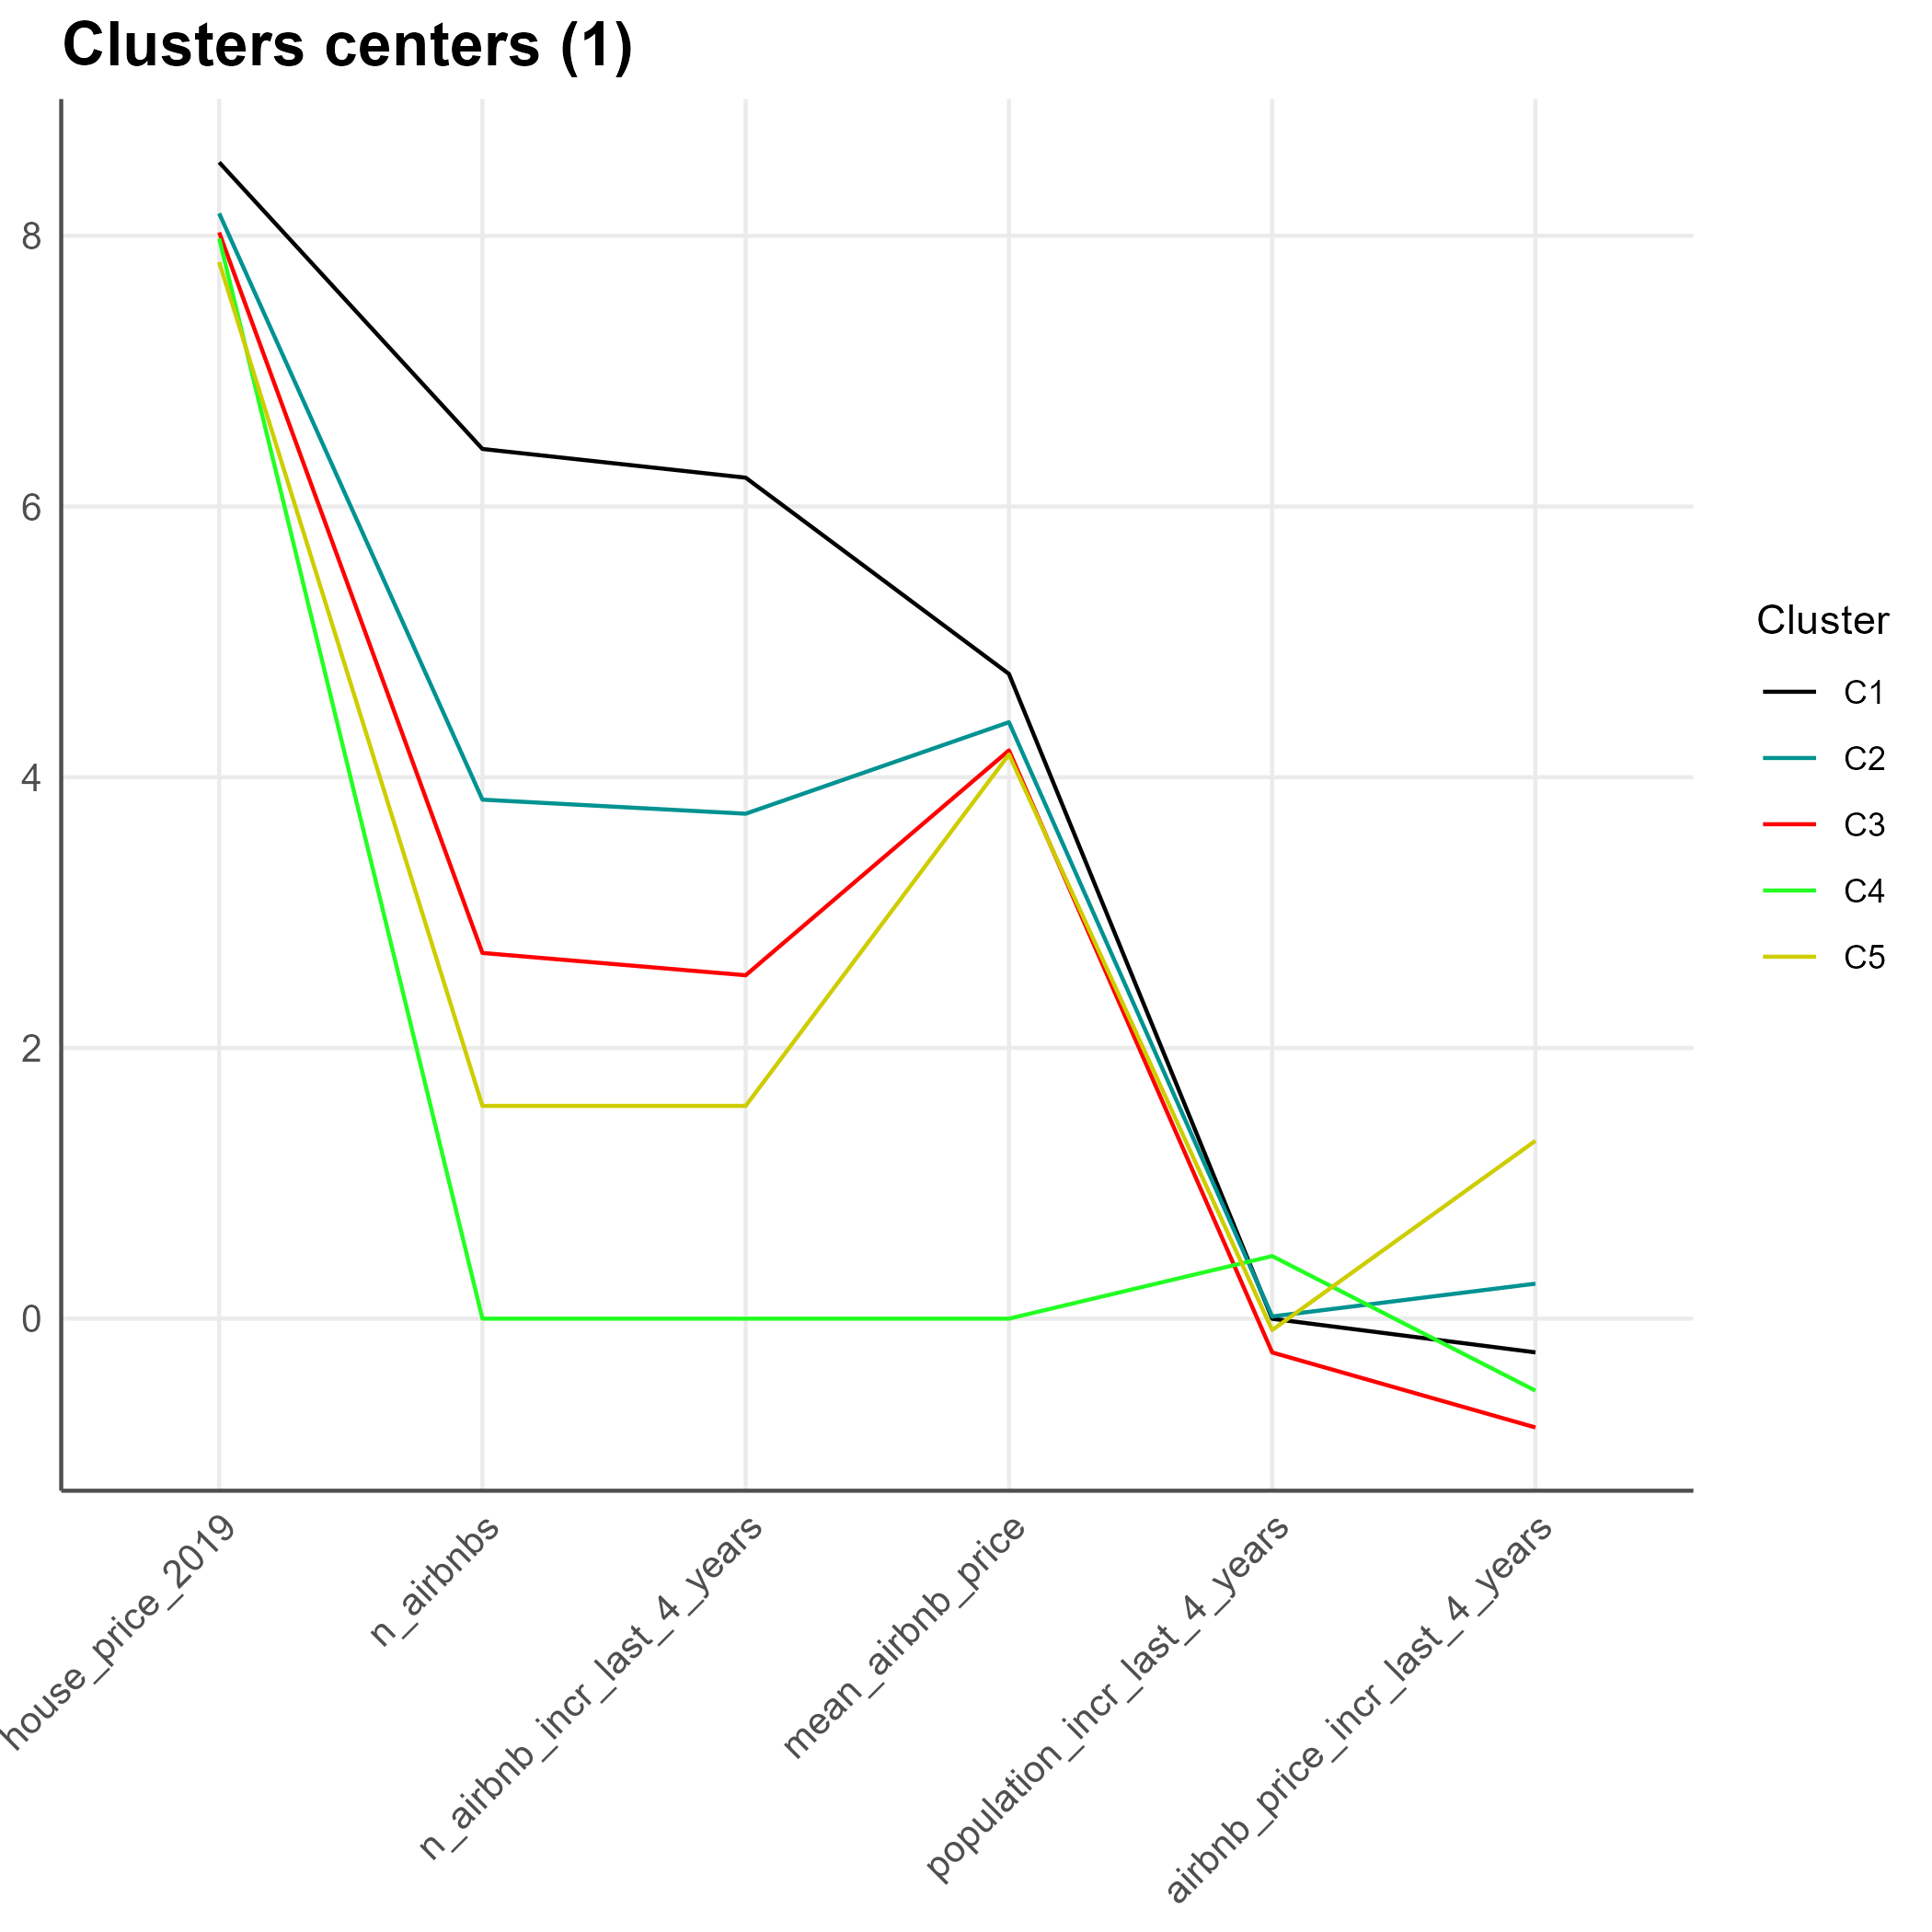 Clusters centers (1)
8
6
4
2
0
house_price_2019
n_airbnbs
n_airbnb_incr_last_4_years
mean_airbnb_price
population_incr_last_4_years
airbnb_price_incr_last_4_years
Cluster
C1
C2
C3
C4
C5